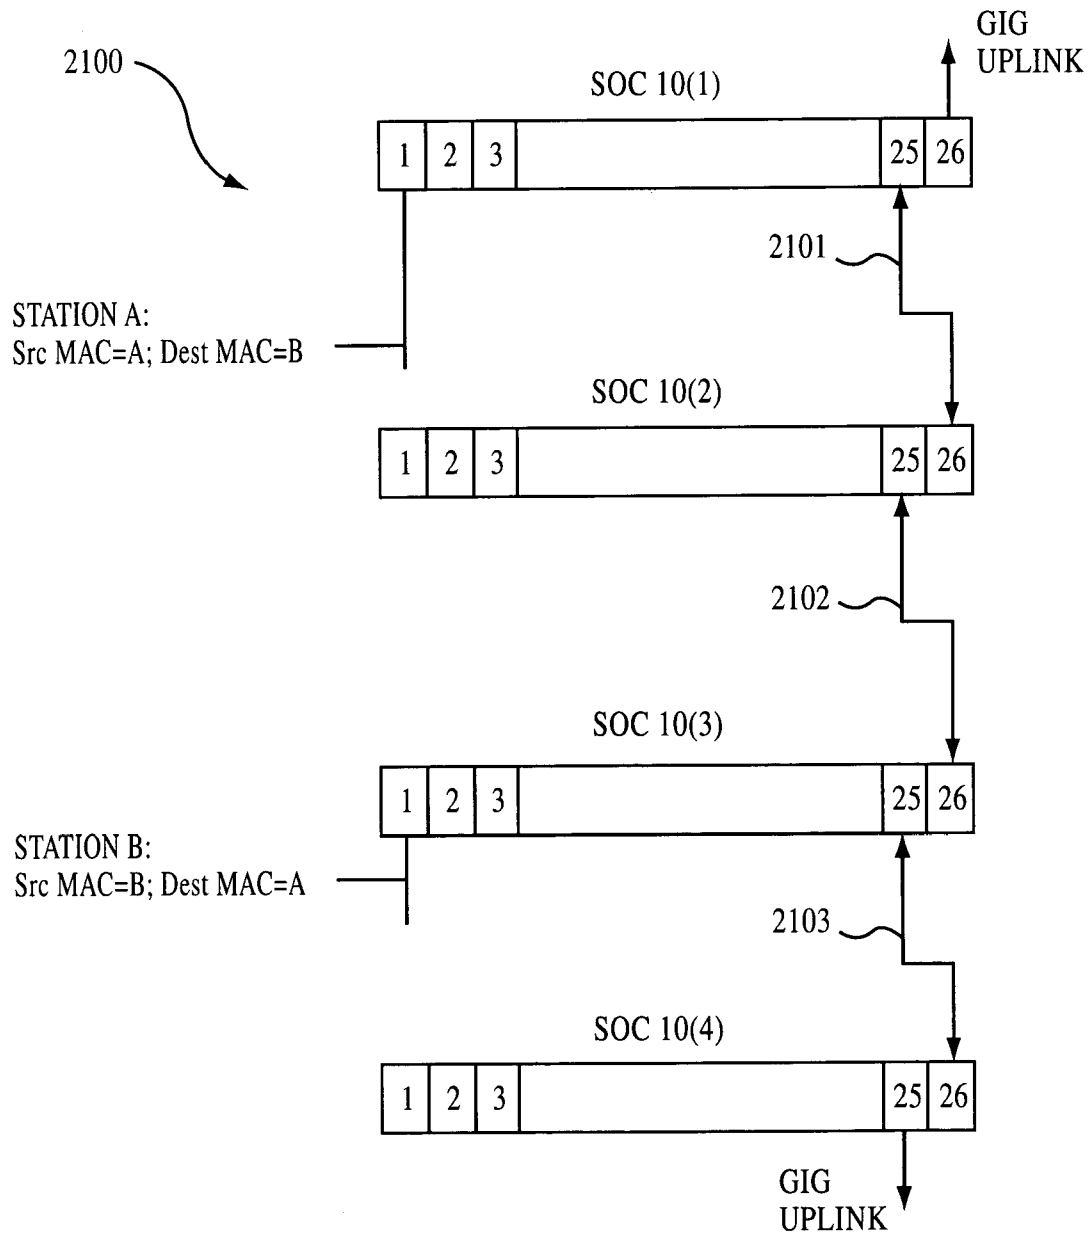 GIG
UPLINK
2100
SOC 10(1)
1 2 3 25 26
2101
STATION A:
Src MAC=A; Dest MAC=B
SOC 10(2)
1 2 3 25 26
2102
SOC 10(3)
1 2 3 25 26
STATION B:
Src MAC=B; Dest MAC=A
2103
SOC 10(4)
1 2 3 25 26
GIG
UPLINK